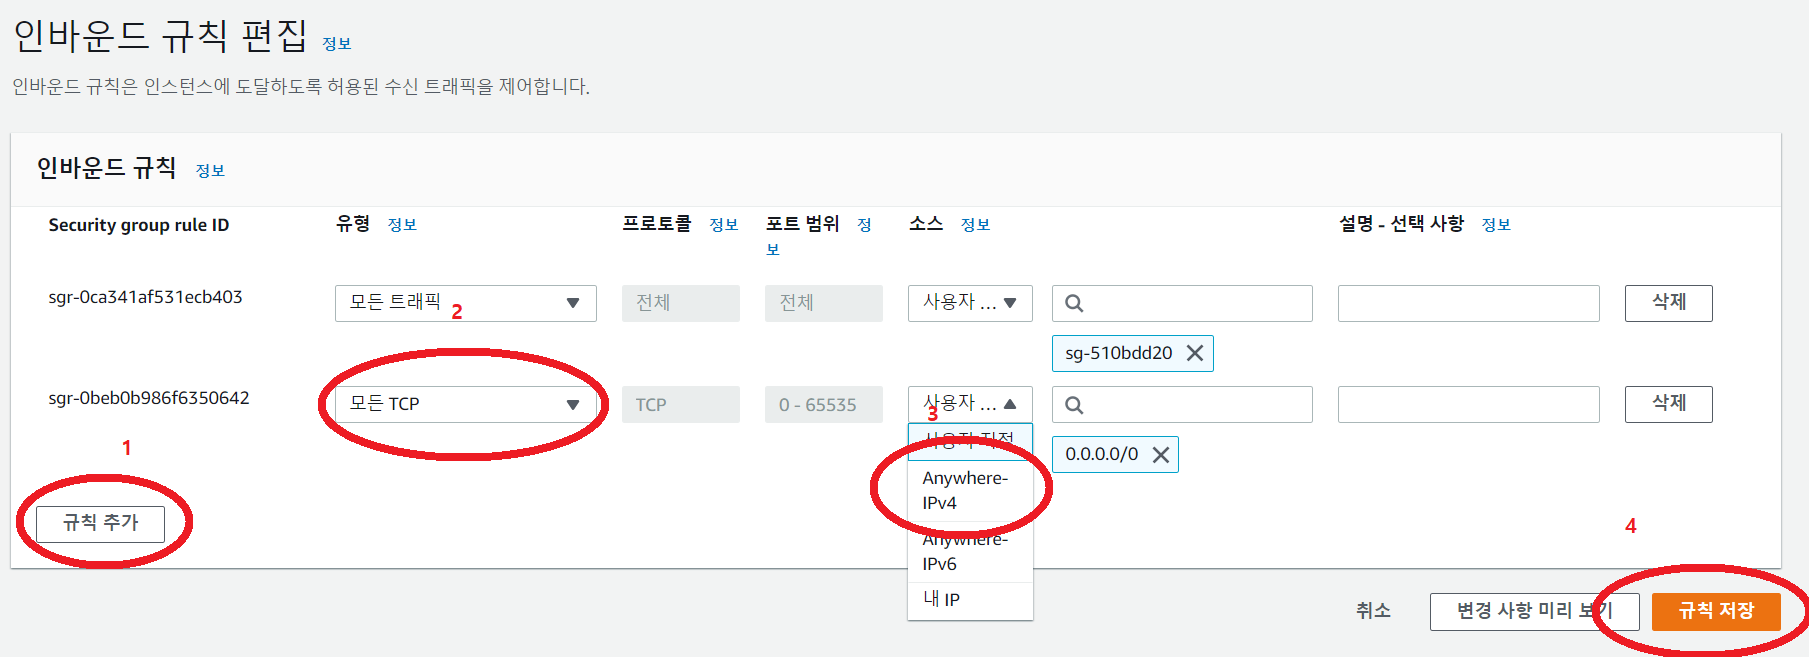 인바운드 규칙 편집 정보
인바운드 규칙은 인스턴스에 도달하도록 허용된 수신 트래픽을 제어합니다.
인바운드 규칙 정보
Security group rule ID 유형 정보 프로토콜 정보 포트 범위 정보 소스 정보 설명 - 선택 사항 정보
sgr-0ca341af531ecb403 모든 트래픽 전체 전체 사용자 ... 삭제
2
sg-510bdd20
sgr-0beb0b986f6350642 모든 TCP TCP 0 - 65535 사용자 ... 삭제
3
사용자 지정
0.0.0.0/0
1
Anywhere-
IPv4
규칙 추가
4
Anywhere-
IPv6
내 IP
취소 변경 사항 미리 보기 규칙 저장